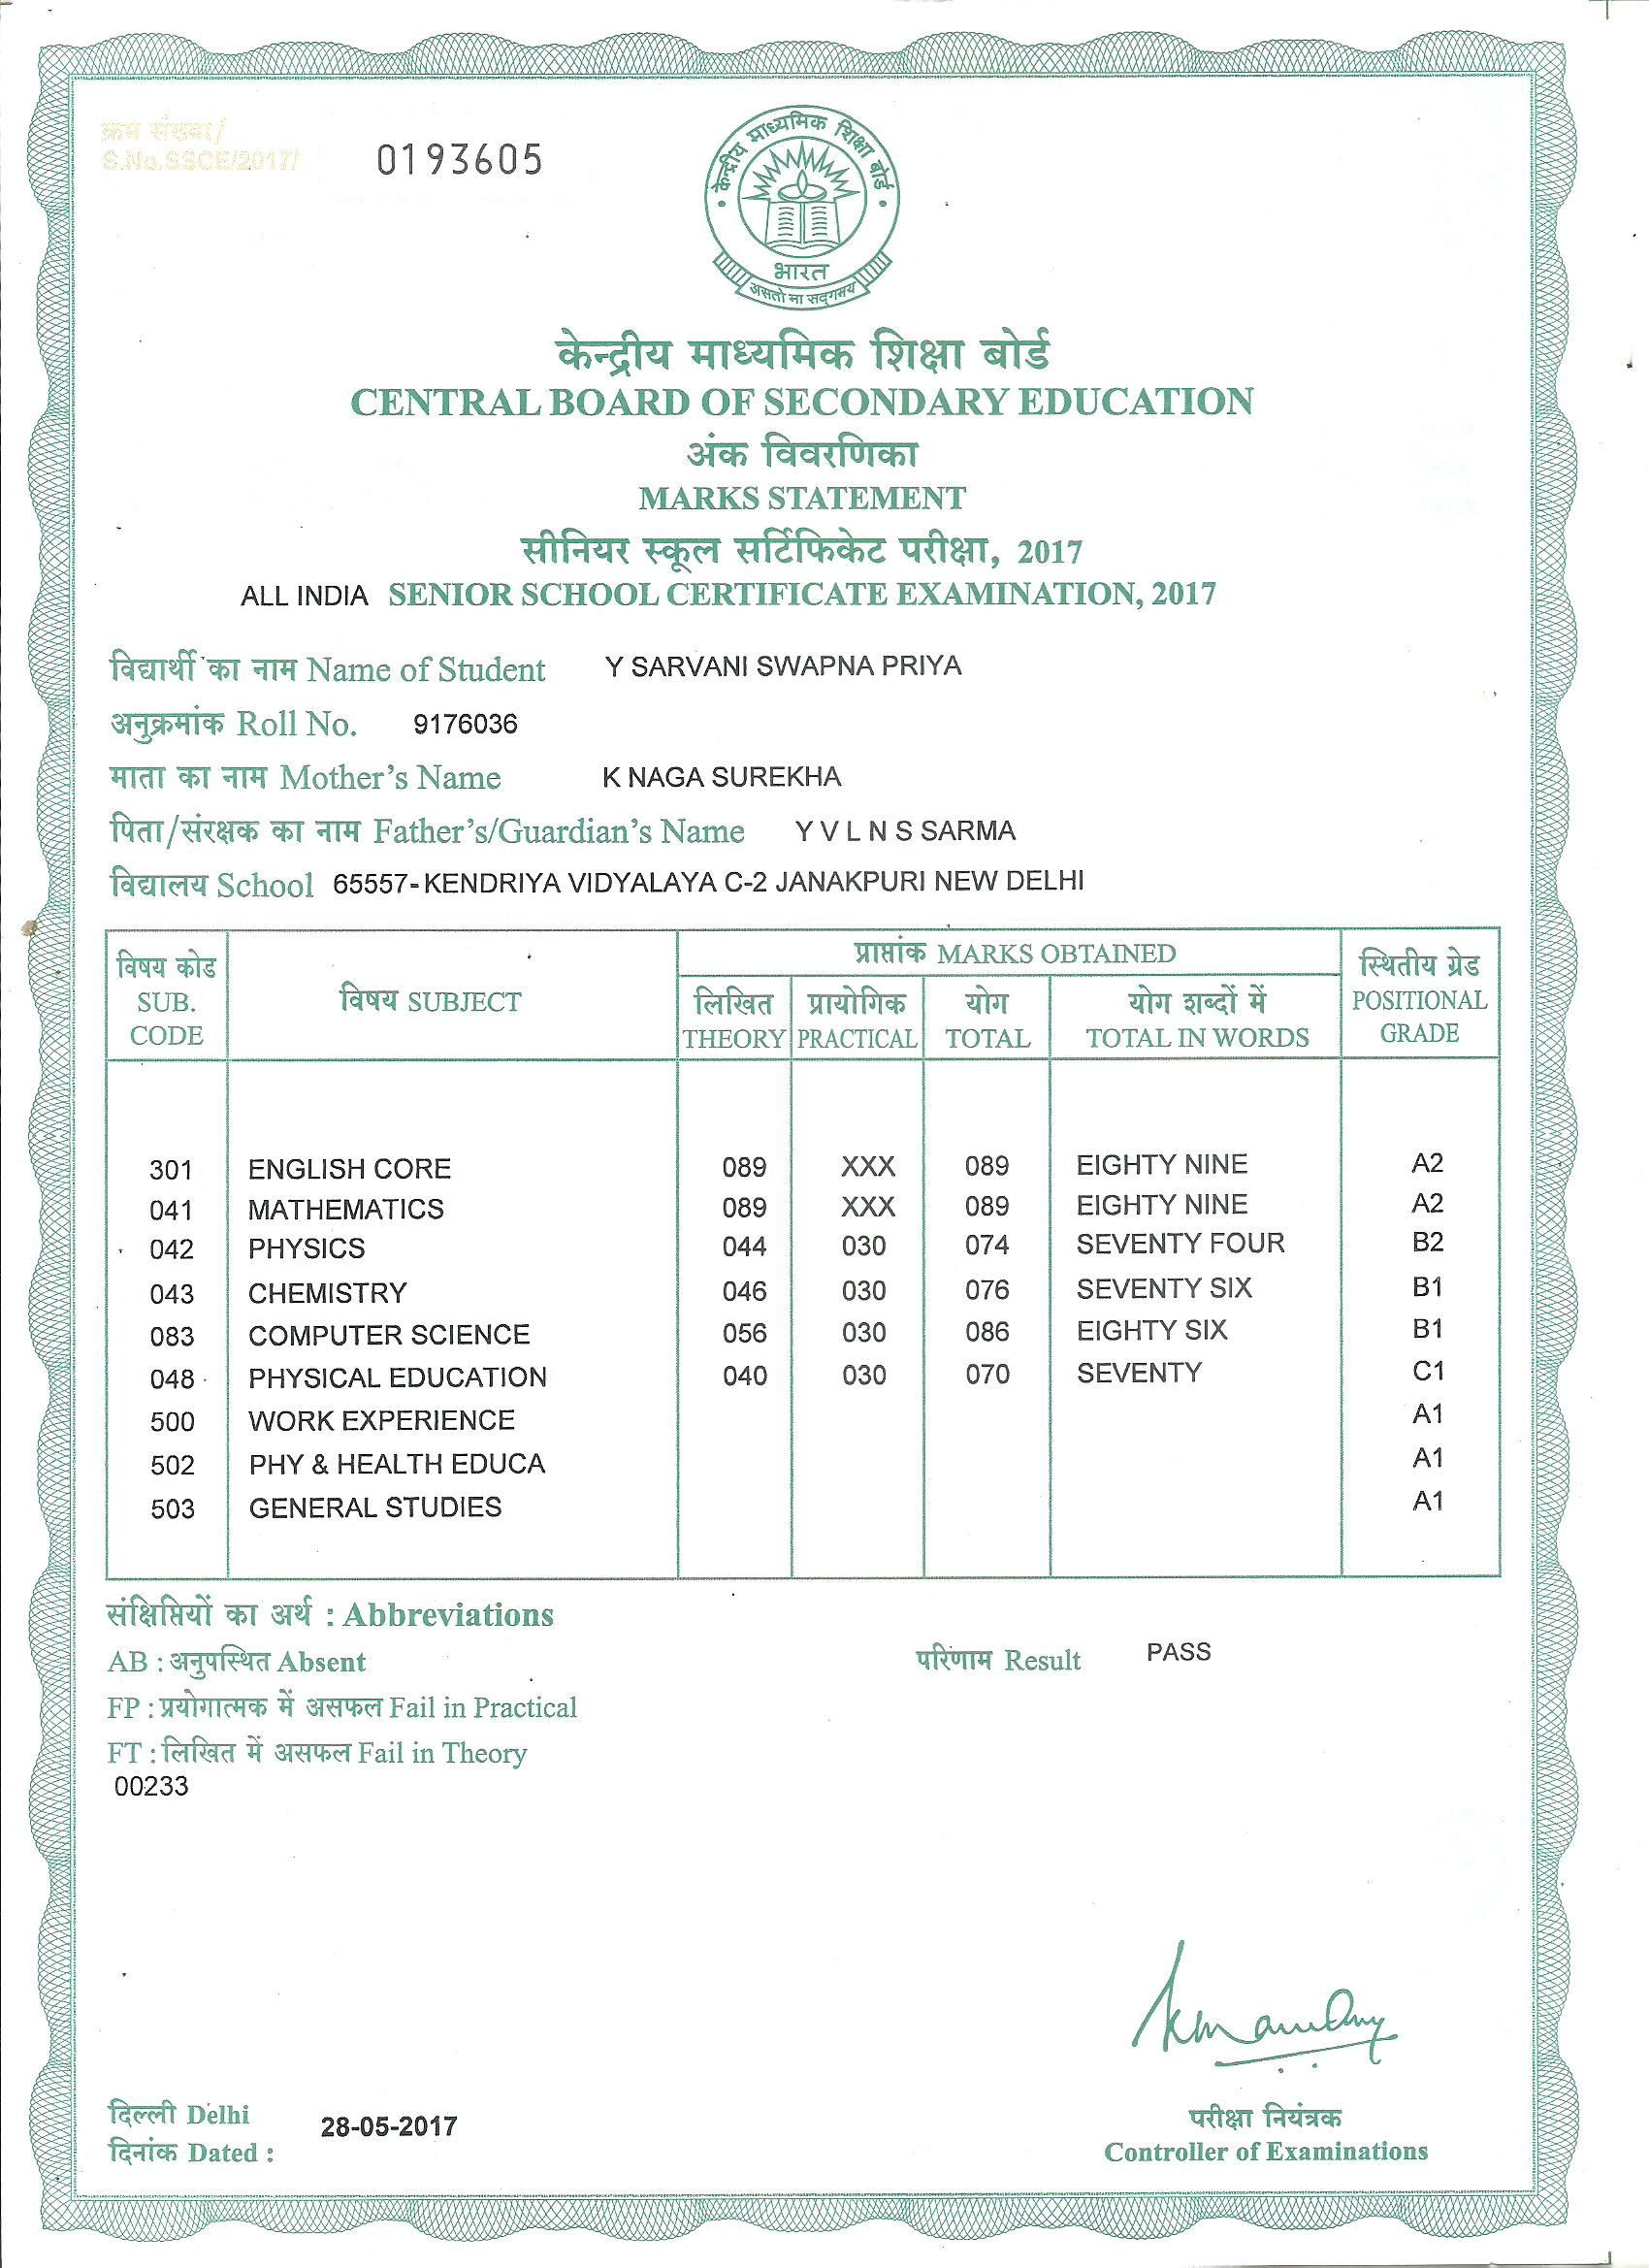 क्रम संख्या/
S.No.SSCE/2017/ 0193605
केन्द्रीय माध्यमिक शिक्षा बोर्ड
भारत
असतो मा सद्गमय
केन्द्रीय माध्यमिक शिक्षा बोर्ड
CENTRAL BOARD OF SECONDARY EDUCATION
अंक विवरणिका
MARKS STATEMENT
सीनियर स्कूल सर्टिफिकेट परीक्षा, 2017
ALL INDIA SENIOR SCHOOL CERTIFICATE EXAMINATION, 2017
विद्यार्थी का नाम Name of Student Y SARVANI SWAPNA PRIYA
अनुक्रमांक Roll No. 9176036
माता का नाम Mother's Name K NAGA SUREKHA
पिता/संरक्षक का नाम Father's/Guardian's Name Y V L N S SARMA
विद्यालय School 65557-KENDRIYA VIDYALAYA C-2 JANAKPURI NEW DELHI
विषय कोड SUB. CODE विषय SUBJECT प्राप्तांक MARKS OBTAINED स्थितीय ग्रेड POSITIONAL GRADE
लिखित THEORY प्रायोगिक PRACTICAL योग TOTAL योग शब्दों में TOTAL IN WORDS
301 ENGLISH CORE 089 XXX 089 EIGHTY NINE A2
041 MATHEMATICS 089 XXX 089 EIGHTY NINE A2
042 PHYSICS 044 030 074 SEVENTY FOUR B2
043 CHEMISTRY 046 030 076 SEVENTY SIX B1
083 COMPUTER SCIENCE 056 030 086 EIGHTY SIX B1
048 PHYSICAL EDUCATION 040 030 070 SEVENTY C1
500 WORK EXPERIENCE A1
502 PHY & HEALTH EDUCA A1
503 GENERAL STUDIES A1
संक्षिप्तियों का अर्थ : Abbreviations
AB : अनुपस्थित Absent परिणाम Result PASS
FP : प्रयोगात्मक में असफल Fail in Practical
FT : लिखित में असफल Fail in Theory
00233
दिल्ली Delhi
दिनांक Dated : 28-05-2017
परीक्षा नियंत्रक
Controller of Examinations